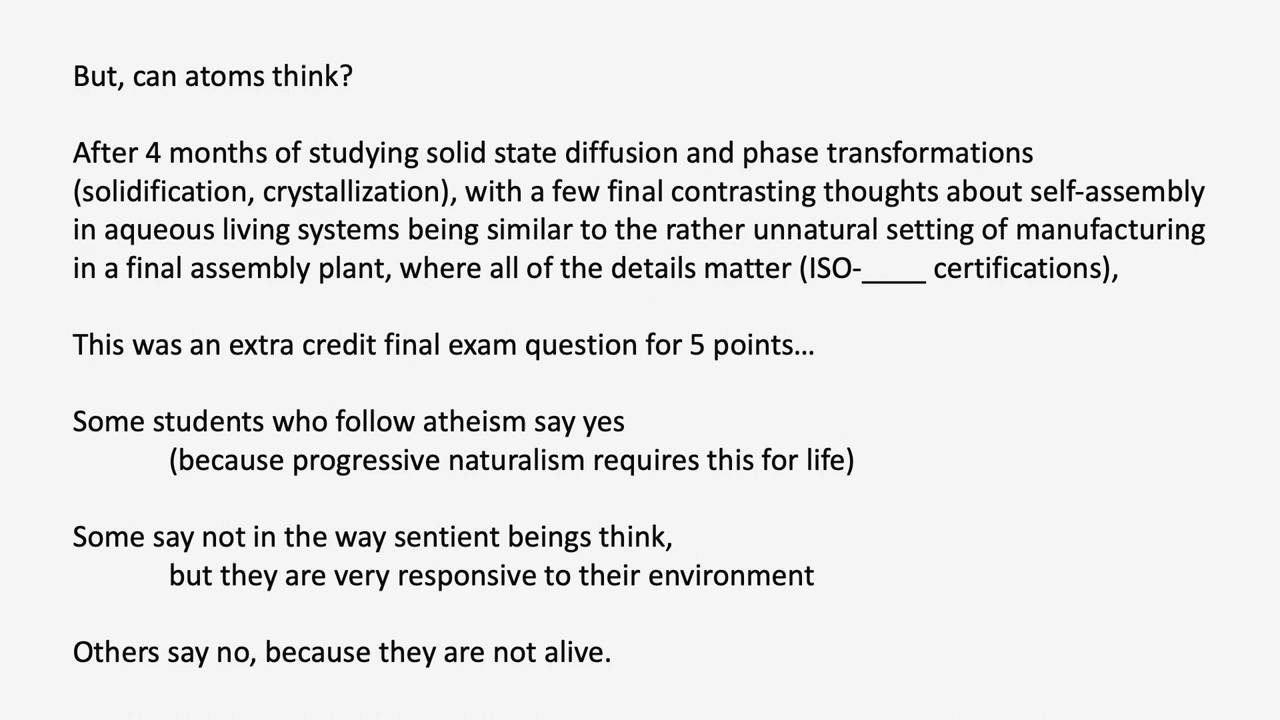 But, can atoms think?
After 4 months of studying solid state diffusion and phase transformations
(solidification, crystallization), with a few final contrasting thoughts about self-assembly
in aqueous living systems being similar to the rather unnatural setting of manufacturing
in a final assembly plant, where all of the details matter (ISO-____ certifications),
This was an extra credit final exam question for 5 points…
Some students who follow atheism say yes
(because progressive naturalism requires this for life)
Some say not in the way sentient beings think,
but they are very responsive to their environment
Others say no, because they are not alive.